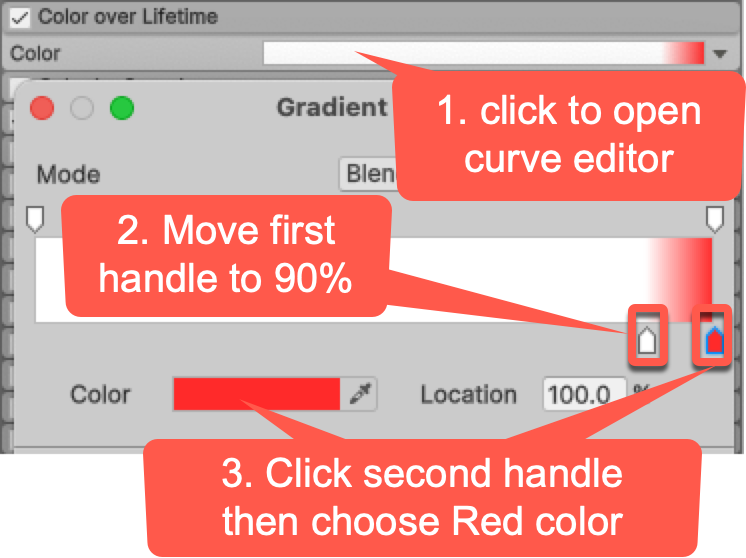 Color over Lifetime
Color
Gradient
1. click to open
curve editor
Mode
2. Move first
handle to 90%
Color
Location
100.0
%
3. Click second handle
then choose Red color